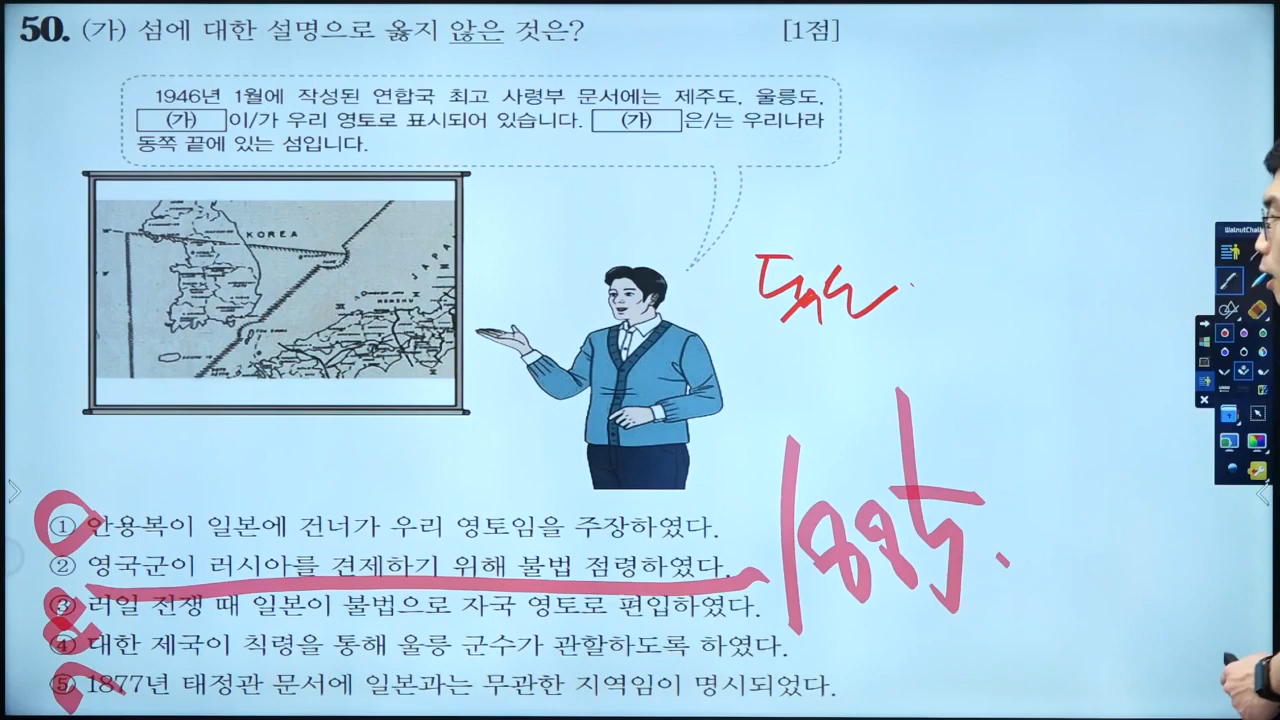 50. (가) 섬에 대한 설명으로 옳지 않은 것은? [1점]
1946년 1월에 작성된 연합국 최고 사령부 문서에는 제주도, 울릉도,
(가) 이/가 우리 영토로 표시되어 있습니다. (가) 은/는 우리나라
동쪽 끝에 있는 섬입니다.
KOREA
독도
① 안용복이 일본에 건너가 우리 영토임을 주장하였다.
② 영국군이 러시아를 견제하기 위해 불법 점령하였다.
③ 러일 전쟁 때 일본이 불법으로 자국 영토로 편입하였다.
④ 대한 제국이 칙령을 통해 울릉 군수가 관할하도록 하였다.
⑤ 1877년 태정관 문서에 일본과는 무관한 지역임이 명시되었다.